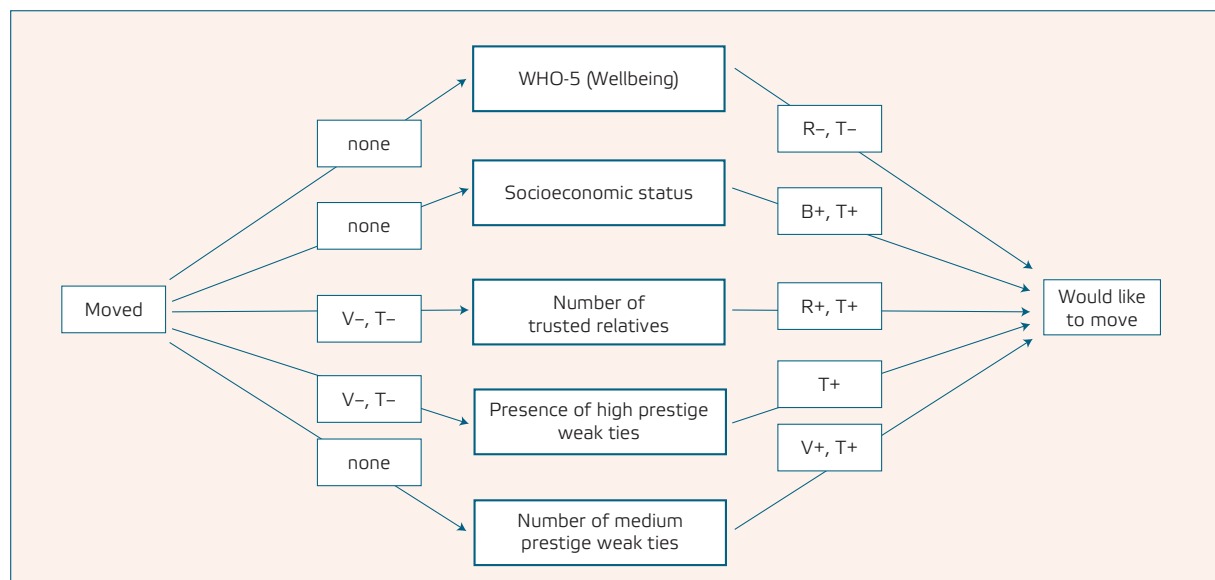 WHO-5 (Wellbeing)
none
R–, T–
Socioeconomic status
none
B+, T+
Moved
V–, T–
Number of
trusted relatives
R+, T+
Would like
to move
V–, T–
Presence of high prestige
weak ties
T+
none
V+, T+
Number of medium
prestige weak ties